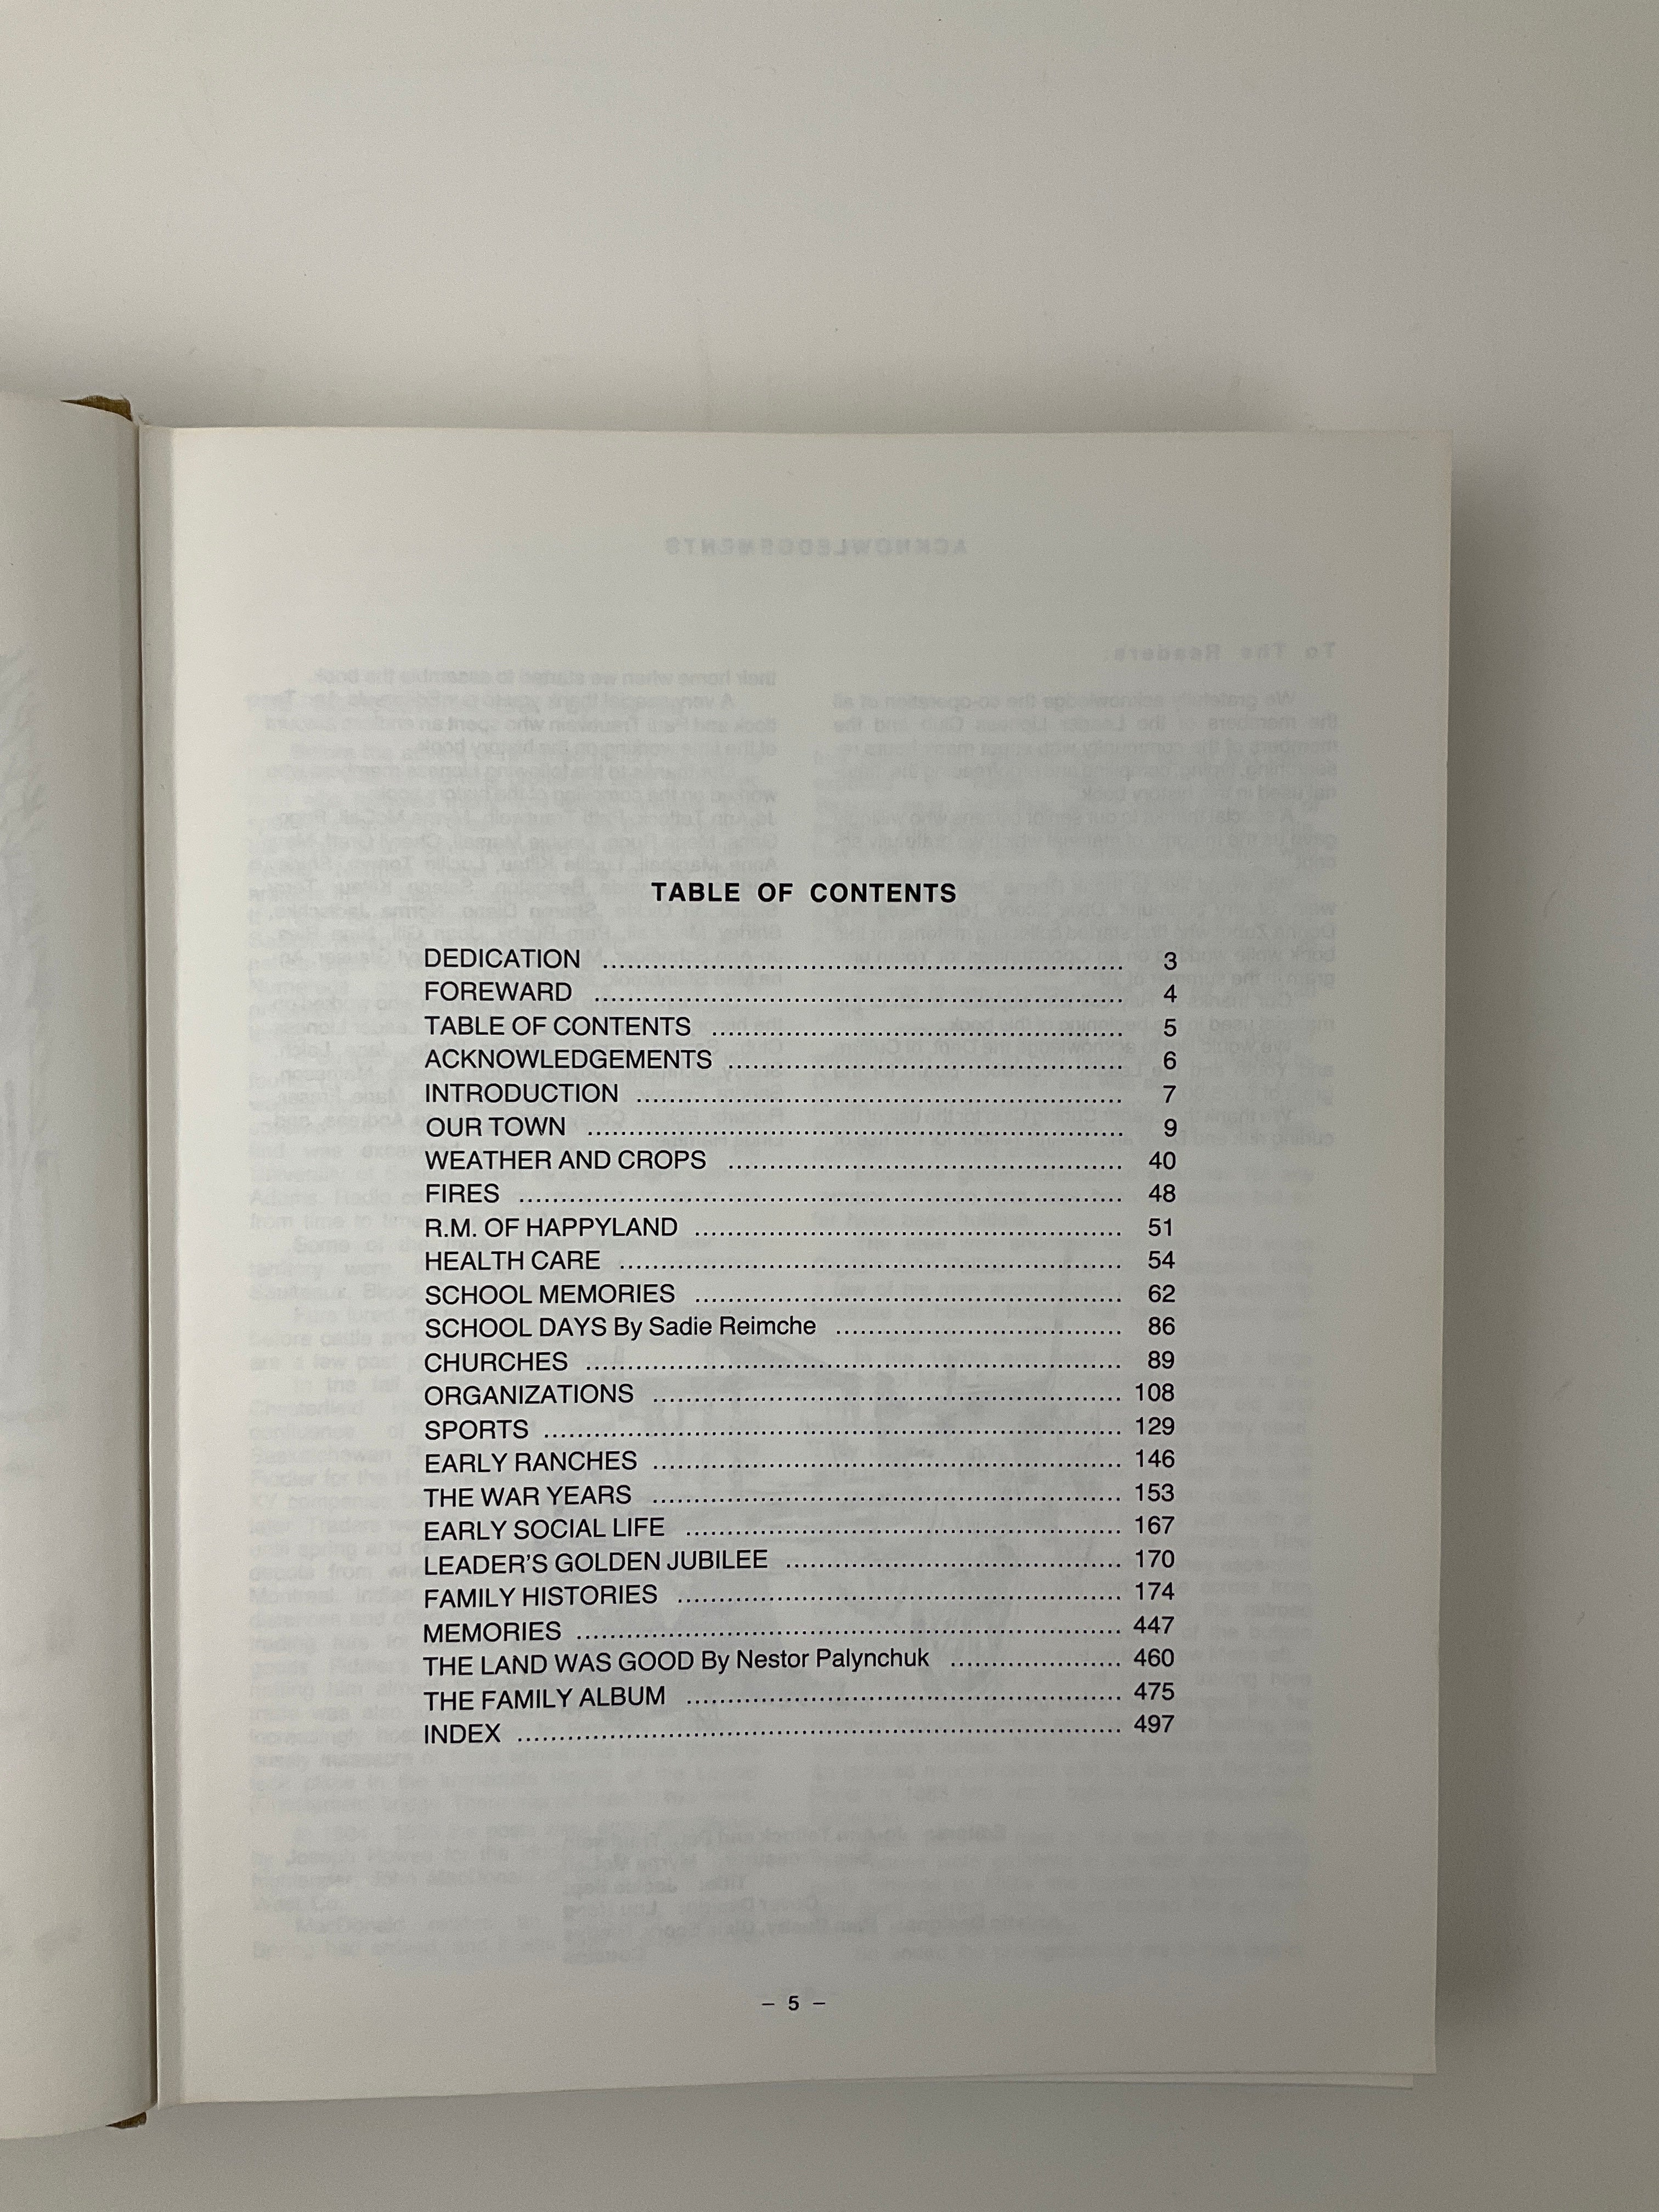 TABLE OF CONTENTS
DEDICATION ........ 3
FOREWARD ........ 4
TABLE OF CONTENTS ........ 5
ACKNOWLEDGEMENTS ........ 6
INTRODUCTION ........ 7
OUR TOWN ........ 9
WEATHER AND CROPS ........ 40
FIRES ........ 48
R.M. OF HAPPYLAND ........ 51
HEALTH CARE ........ 54
SCHOOL MEMORIES ........ 62
SCHOOL DAYS By Sadie Reimche ........ 86
CHURCHES ........ 89
ORGANIZATIONS ........ 108
SPORTS ........ 129
EARLY RANCHES ........ 146
THE WAR YEARS ........ 153
EARLY SOCIAL LIFE ........ 167
LEADER'S GOLDEN JUBILEE ........ 170
FAMILY HISTORIES ........ 174
MEMORIES ........ 447
THE LAND WAS GOOD By Nestor Palynchuk ........ 460
THE FAMILY ALBUM ........ 475
INDEX ........ 497
– 5 –